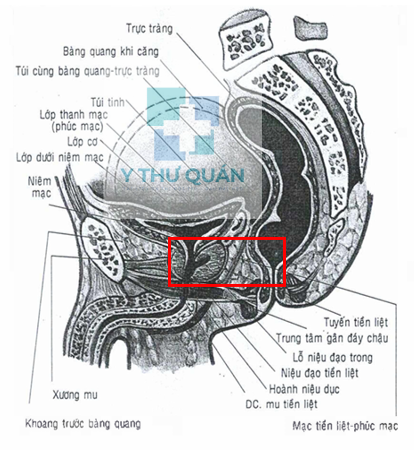 Trực tràng
Bàng quang khi căng
Túi cùng bàng quang-trực tràng
Túi tinh
Lớp thanh mạc
(phúc mạc)
Lớp cơ
Lớp dưới niêm mạc
Y THƯ QUÁN
Niêm
mạc
Tuyến tiền liệt
Trung tâm gân đáy chậu
Lỗ niệu đạo trong
Niệu đạo tiền liệt
Hoành niệu dục
DC. mu tiền liệt
Xương mu
Khoang trước bàng quang
Mạc tiền liệt-phúc mạc